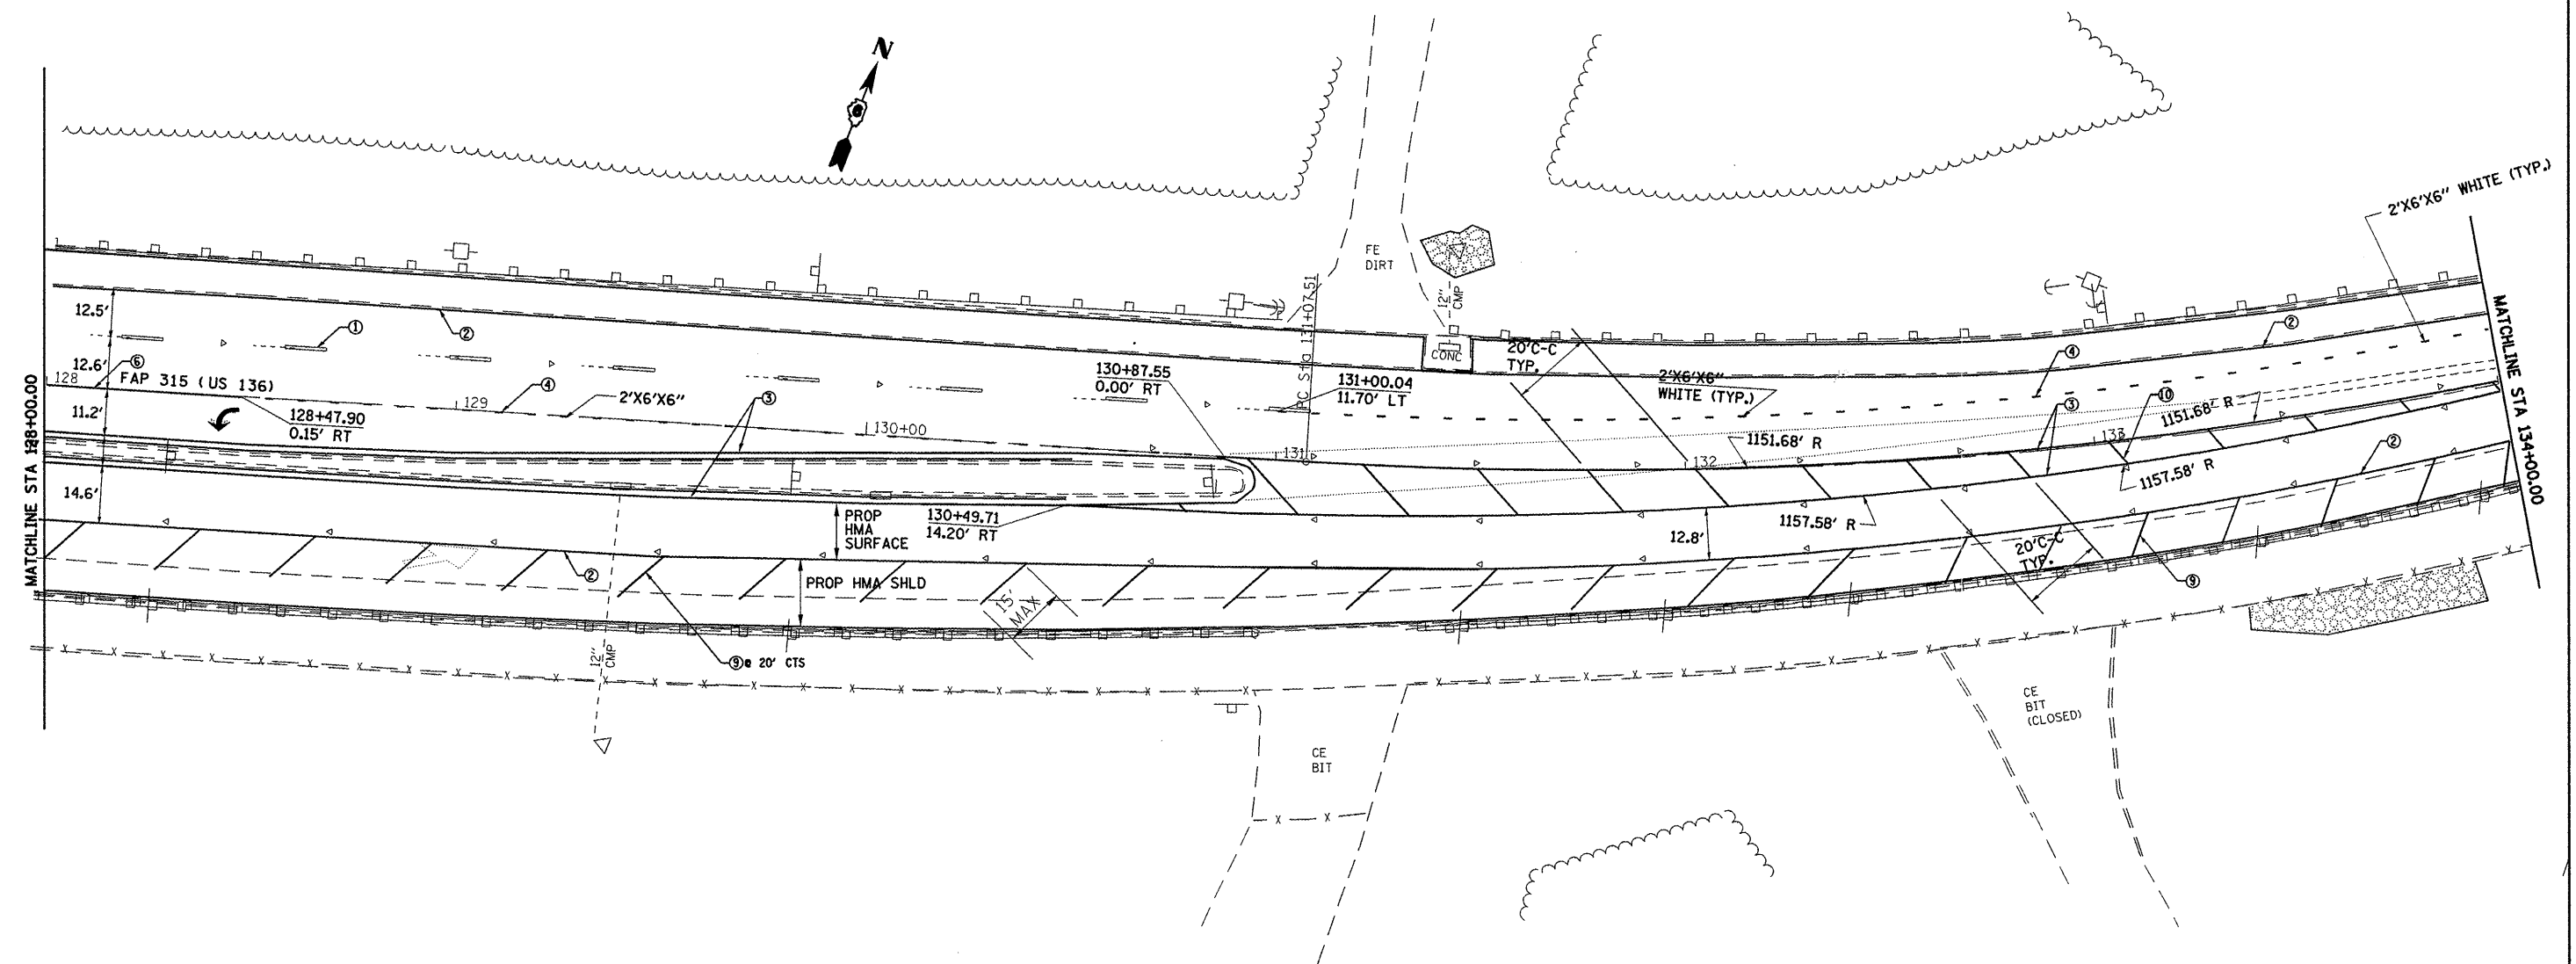 N
2'X6'X6" WHITE (TYP.)
FE
DIRT
12"
CMP
CONC
PC Sta 131+07.51
12.5'
①
②
12.6'
⑥
128
FAP 315 (US 136)
④
129
2'X6'X6"
③
128+47.90
0.15' RT
11.2'
14.6'
130+00
130+87.55
0.00' RT
131+00.04
11.70' LT
131
20'C-C
TYP.
2'X6'X6"
WHITE (TYP.)
④
②
③
⑩
1151.68' R
132
1151.68' R
133
1157.58' R
②
1157.58' R
12.8'
PROP
HMA
SURFACE
130+49.71
14.20' RT
②
PROP HMA SHLD
15'
MAX
20'C-C
TYP.
⑨
⑨@ 20' CTS
12"
CMP
CE
BIT
CE
BIT
(CLOSED)
MATCHLINE STA 128+00.00
MATCHLINE STA 134+00.00